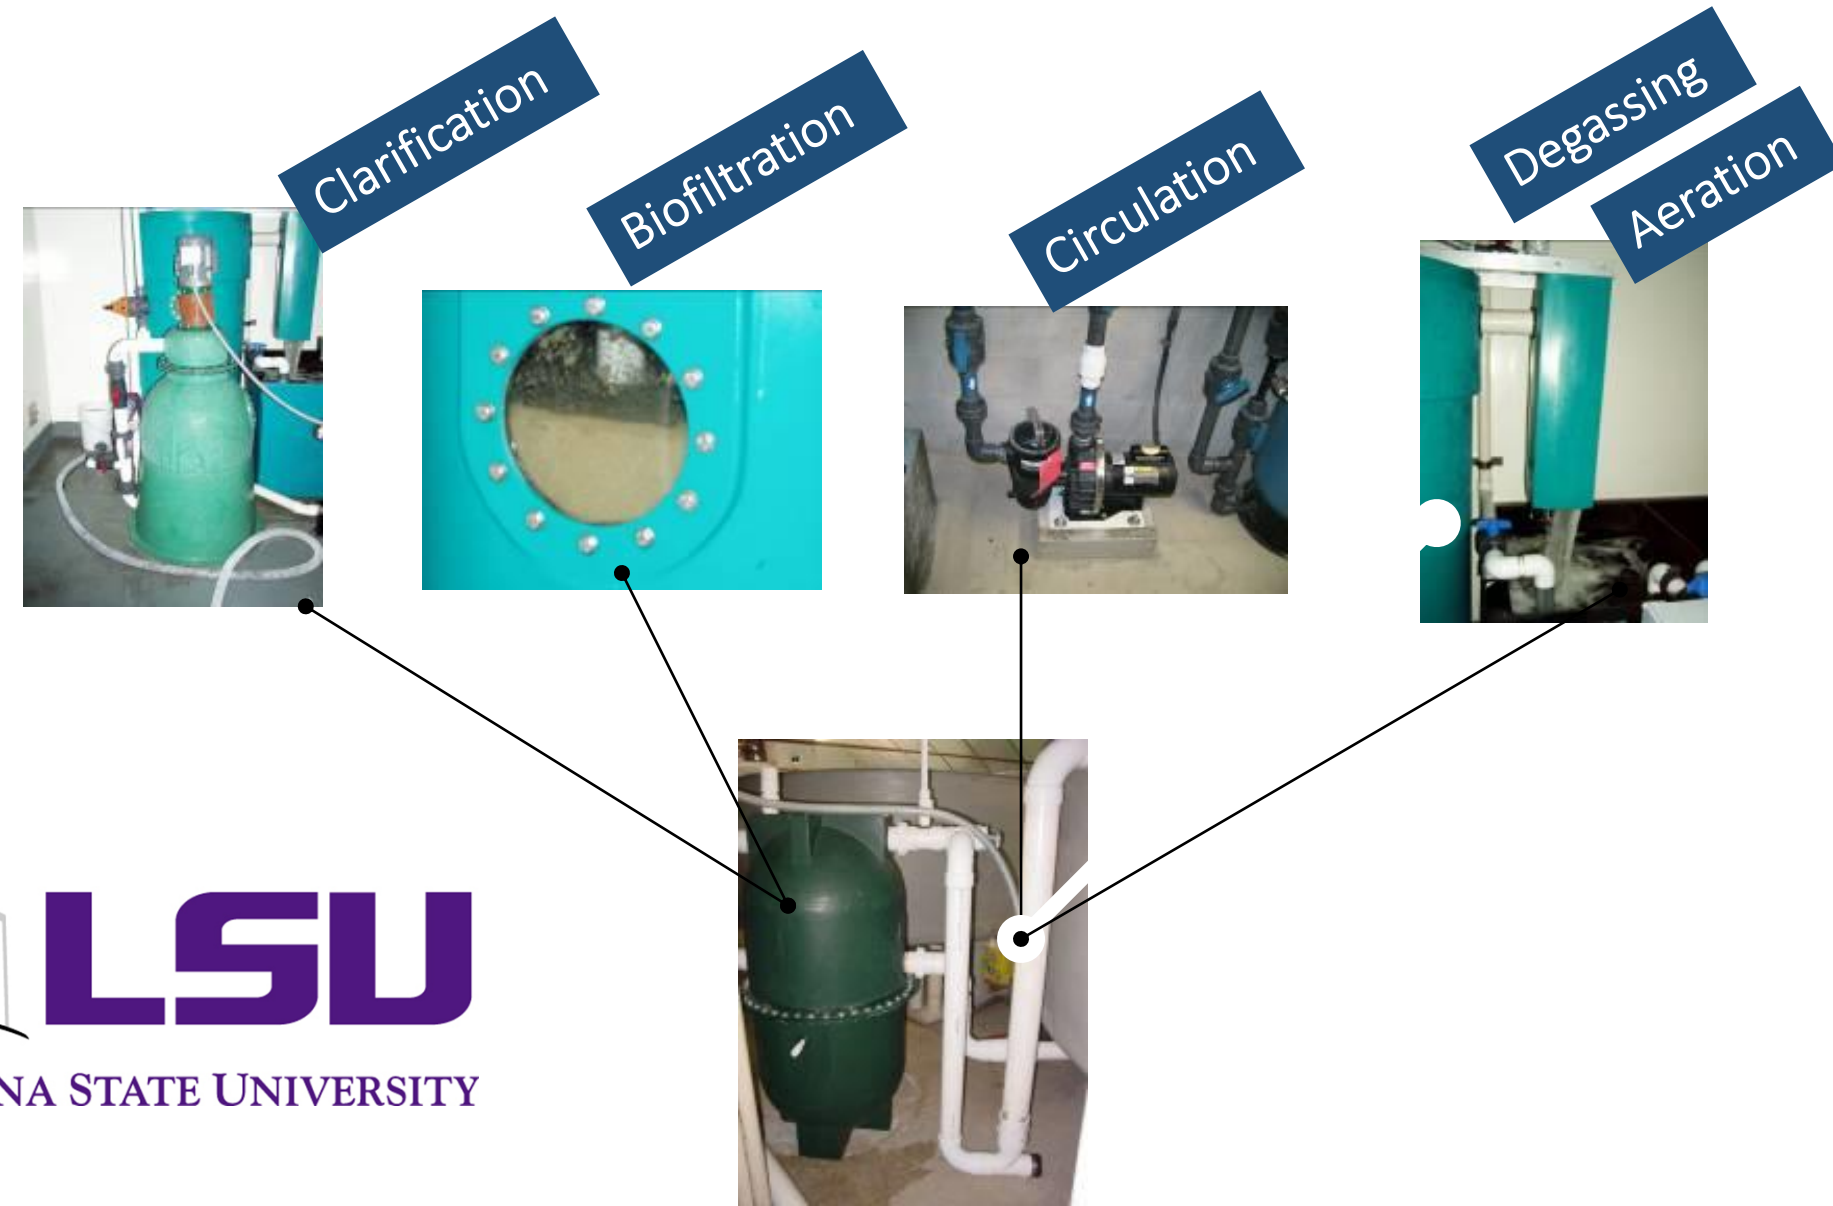 Clarification
Biofiltration
Circulation
Degassing
Aeration
LSU
NA STATE UNIVERSITY